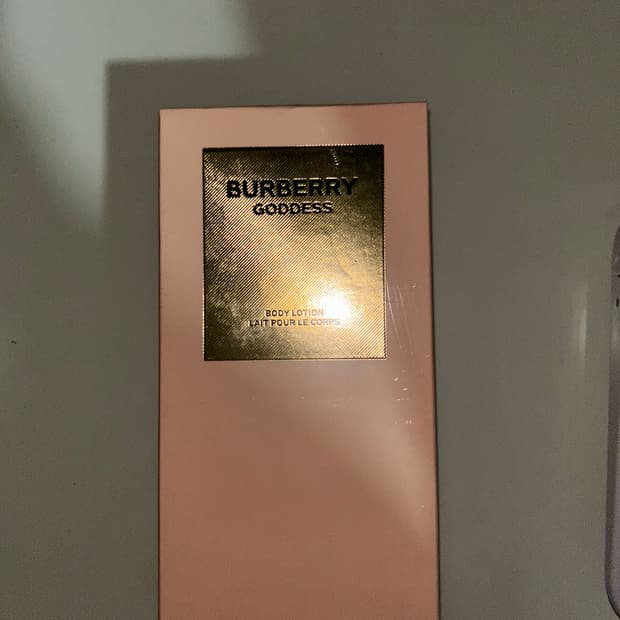 BURBERRY
GODDESS
BODY LOTION
LAIT POUR LE CORPS